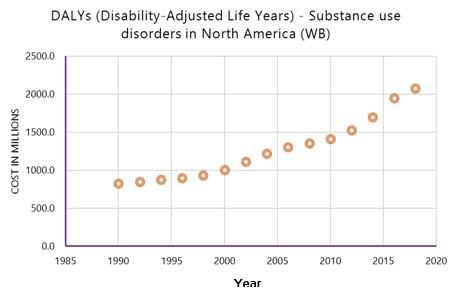 DALYs (Disability-Adjusted Life Years) - Substance use
disorders in North America (WB)
2500.0
2000.0
1500.0
1000.0
500.0
0.0
COST IN MILLIONS
1985 1990 1995 2000 2005 2010 2015 2020
Year